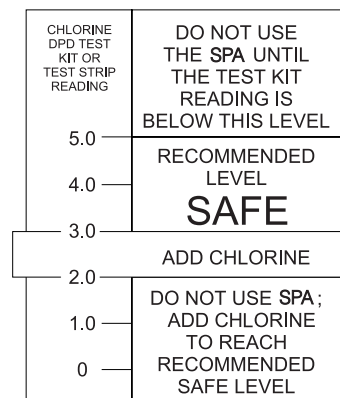 CHLORINE
DPD TEST
KIT OR
TEST STRIP
READING
DO NOT USE
THE SPA UNTIL
THE TEST KIT
READING IS
BELOW THIS LEVEL
5.0
RECOMMENDED
LEVEL
4.0
SAFE
3.0
ADD CHLORINE
2.0
DO NOT USE SPA;
1.0
ADD CHLORINE
TO REACH
RECOMMENDED
0
SAFE LEVEL